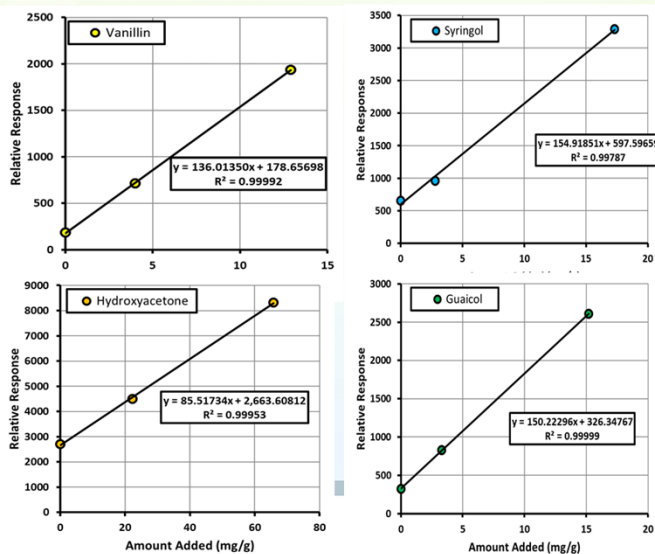 Vanillin
2500
2000
1500
1000
500
0
Relative Response
y = 136.01350x + 178.65698
R² = 0.99992
0 5 10 15
Syringol
3500
3000
2500
2000
1500
1000
500
0
Relative Response
y = 154.91851x + 597.59659
R² = 0.99787
0 5 10 15 20
Hydroxyacetone
9000
8000
7000
6000
5000
4000
3000
2000
1000
0
Relative Response
y = 85.51734x + 2,663.60812
R² = 0.99953
0 20 40 60 80
Amount Added (mg/g)
Guaicol
3000
2500
2000
1500
1000
500
0
Relative Response
y = 150.22296x + 326.34767
R² = 0.99999
0 5 10 15 20
Amount Added (mg/g)